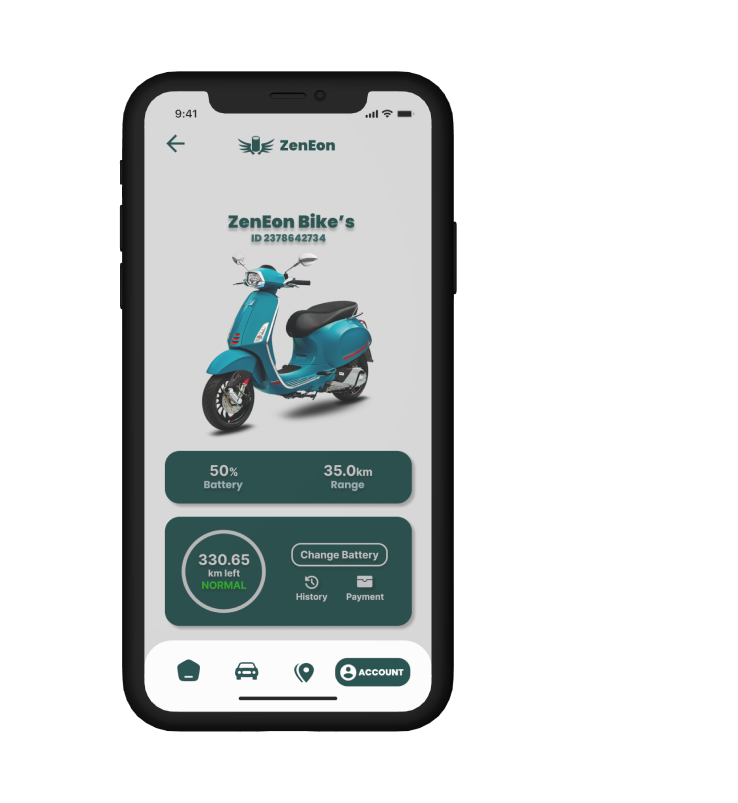 9:41
ZenEon
ZenEon Bike’s
ID 2378642734
50% 35.0km
Battery Range
330.65
km left
NORMAL
Change Battery
History Payment
ACCOUNT